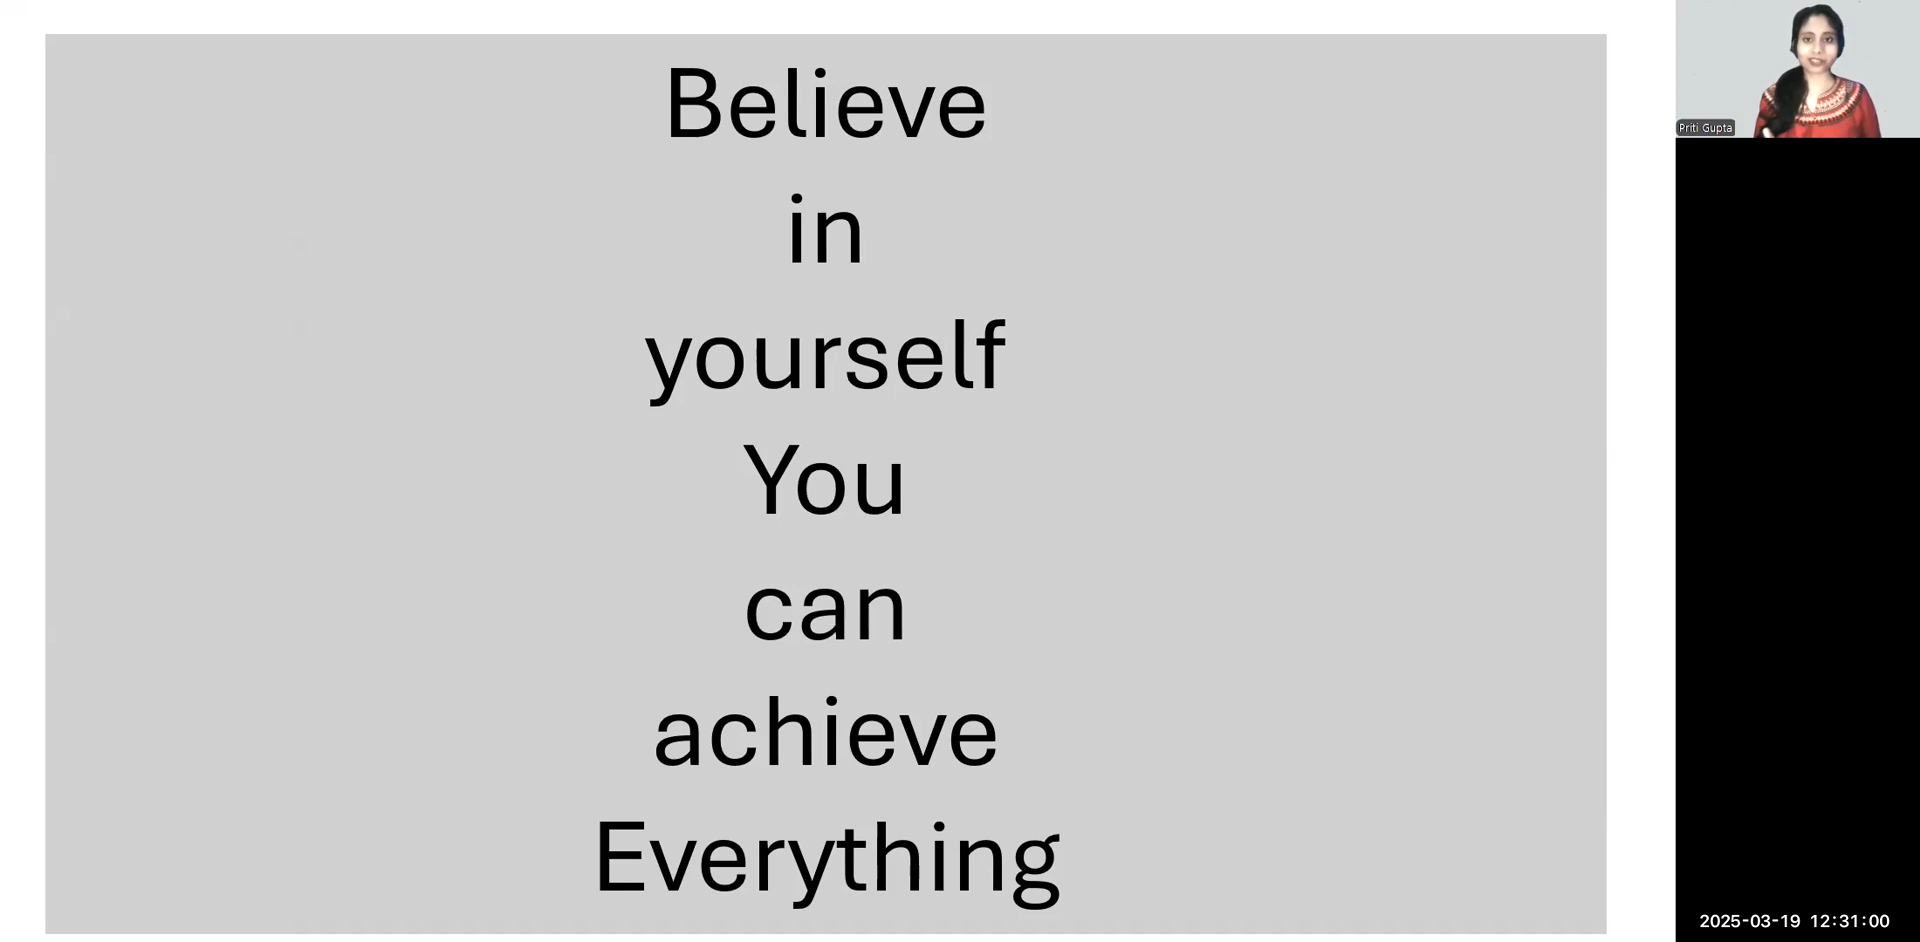 Believe
in
yourself
You
can
achieve
Everything
Priti Gupta
2025-03-19 12:31:00